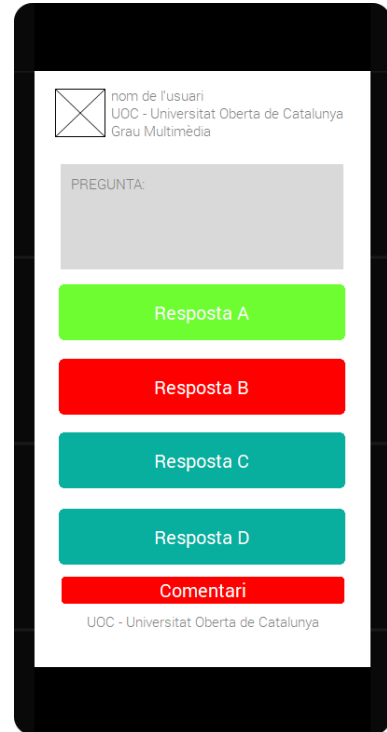 nom de l'usuari
UOC - Universitat Oberta de Catalunya
Grau Multimèdia
PREGUNTA:
Resposta A
Resposta B
Resposta C
Resposta D
Comentari
UOC - Universitat Oberta de Catalunya